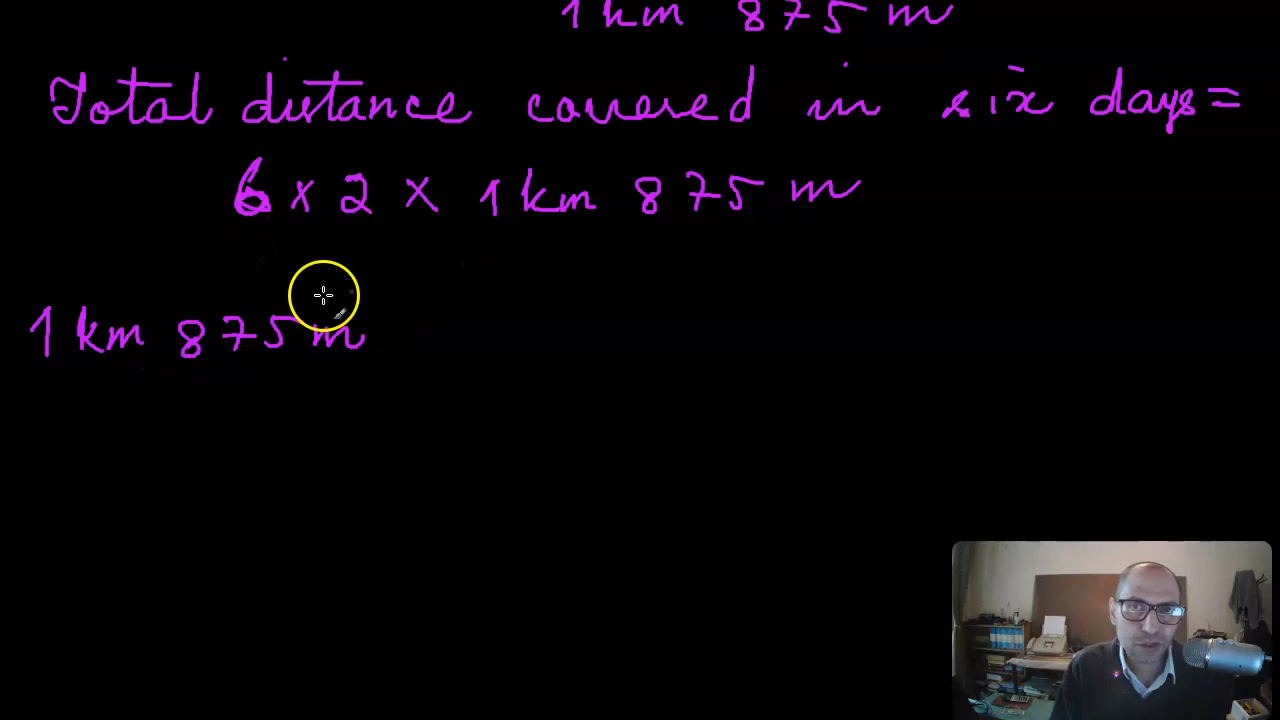 1 km 875 m
Total distance covered in six days =
6 x 2 x 1 km 875 m
1 km 875 m